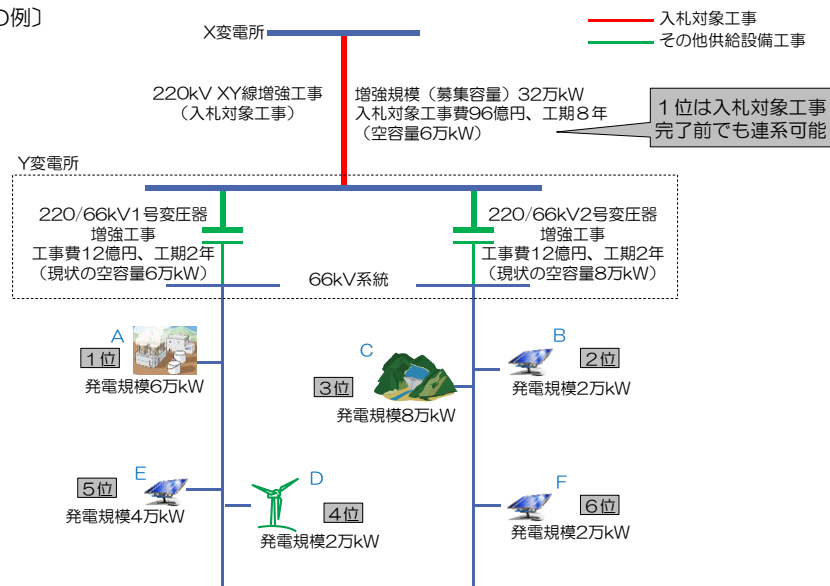 の例〕
X変電所
入札対象工事
その他供給設備工事
220kV XY線増強工事
(入札対象工事)
増強規模(募集容量)32万kW
入札対象工事費96億円、工期8年
(空容量6万kW)
1位は入札対象工事
完了前でも連系可能
Y変電所
220/66kV1号変圧器
増強工事
工事費12億円、工期2年
(現状の空容量6万kW)
220/66kV2号変圧器
増強工事
工事費12億円、工期2年
(現状の空容量8万kW)
66kV系統
A
1位
発電規模6万kW
C
3位
発電規模8万kW
B
2位
発電規模2万kW
E
5位
発電規模4万kW
D
4位
発電規模2万kW
F
6位
発電規模2万kW